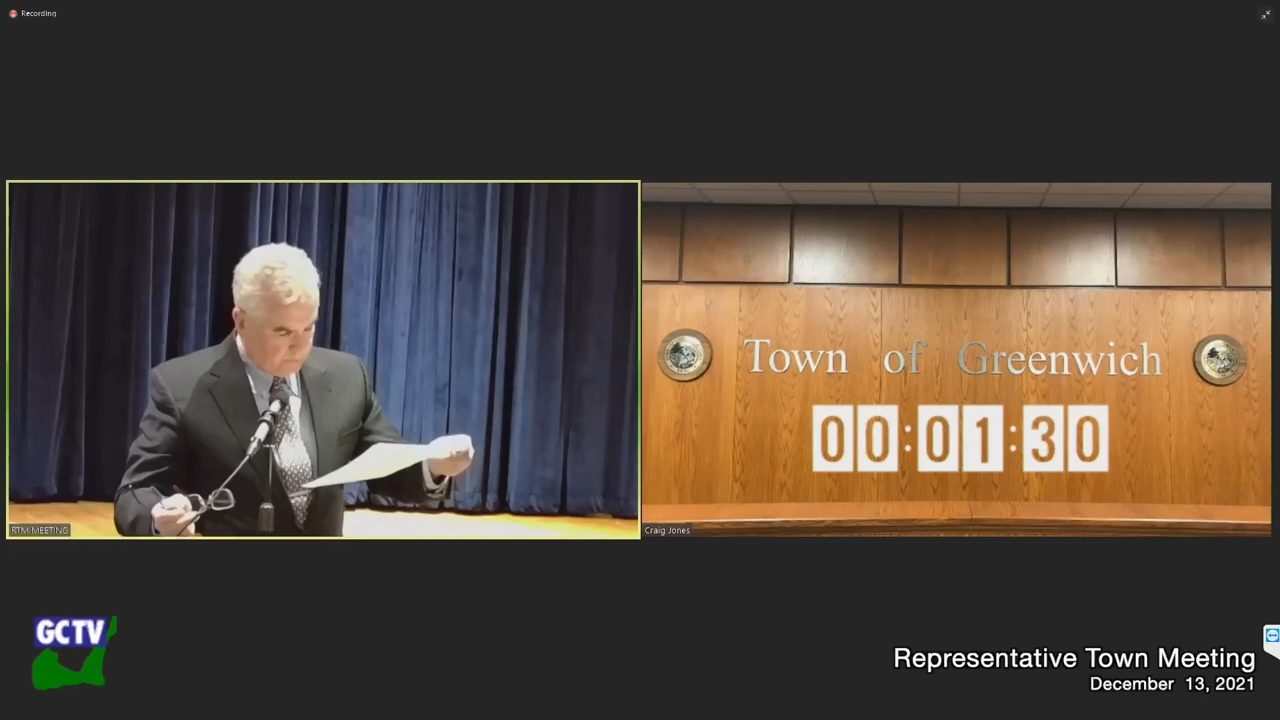 Recording
Town of Greenwich
00:01:30
RTM MEETING
Craig Jones
GCTV
Representative Town Meeting
December 13, 2021